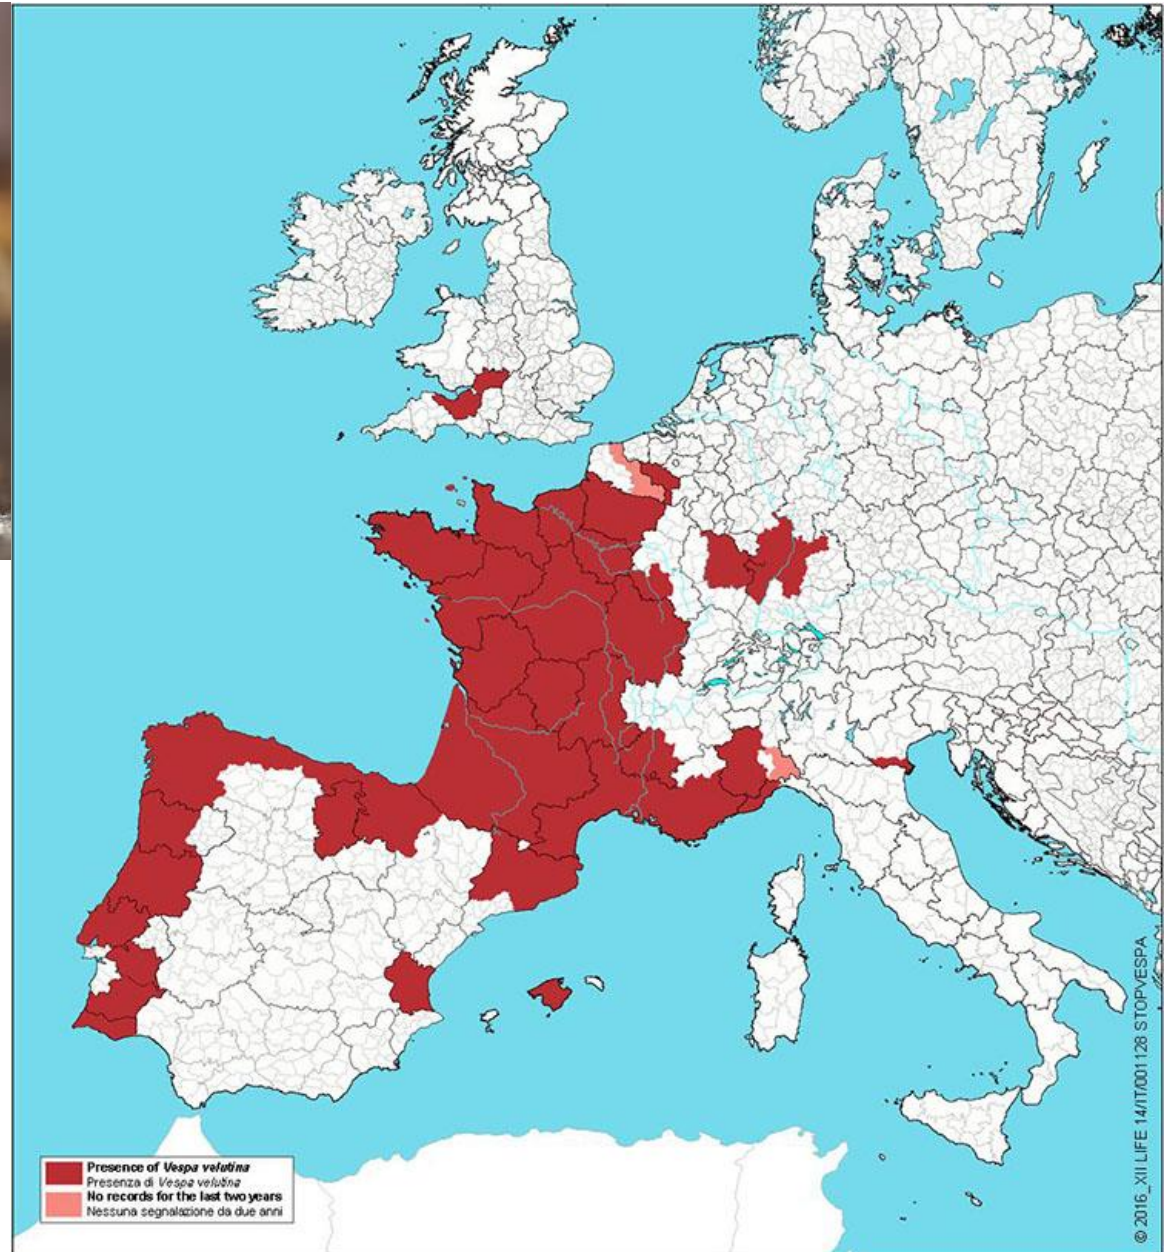 Presence of Vespa velutina
Presenza di Vespa velutina
No records for the last two years
Nessuna segnalazione da due anni
© 2016_XII LIFE 14/IT/001128 STOPVESPA